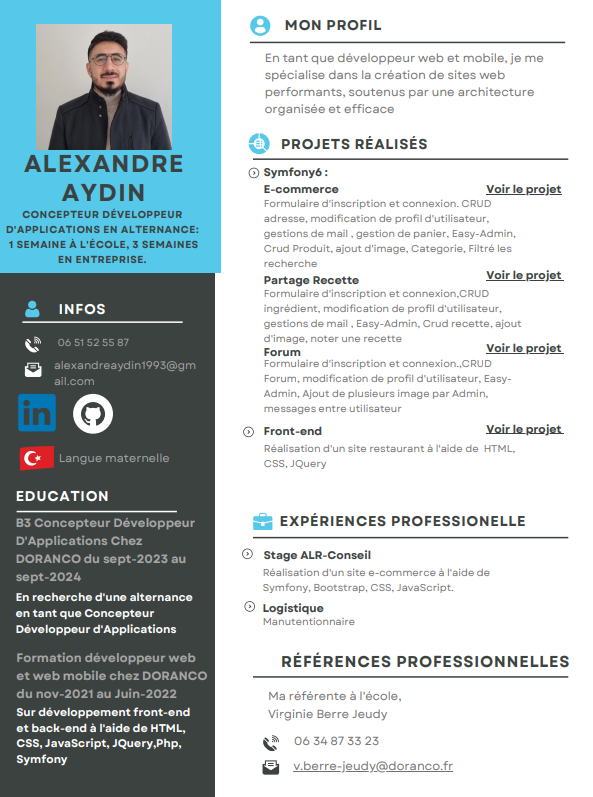 ALEXANDRE
AYDIN
CONCEPTEUR DÉVELOPPEUR
D'APPLICATIONS EN ALTERNANCE:
1 SEMAINE À L'ÉCOLE, 3 SEMAINES
EN ENTREPRISE.
INFOS
06 51 52 55 87
alexandreaydin1993@gm
ail.com
in
Langue maternelle
EDUCATION
B3 Concepteur Développeur
D'Applications Chez
DORANCO du sept-2023 au
sept-2024
En recherche d'une alternance
en tant que Concepteur
Développeur d'Applications
Formation développeur web
et web mobile chez DORANCO
du nov-2021 au Juin-2022
Sur développement front-end
et back-end à l'aide de HTML,
CSS, JavaScript, JQuery,Php,
Symfony
MON PROFIL
En tant que développeur web et mobile, je me
spécialise dans la création de sites web
performants, soutenus par une architecture
organisée et efficace
PROJETS RÉALISÉS
Symfony6 :
E-commerce Voir le projet
Formulaire d'inscription et connexion. CRUD
adresse, modification de profil d'utilisateur,
gestions de mail , gestion de panier, Easy-Admin,
Crud Produit, ajout d'image, Categorie, Filtré les
recherche
Partage Recette Voir le projet
Formulaire d'inscription et connexion,CRUD
ingrédient, modification de profil d'utilisateur,
gestions de mail , Easy-Admin, Crud recette, ajout
d'image, noter une recette
Forum Voir le projet
Formulaire d'inscription et connexion.,CRUD
Forum, modification de profil d'utilisateur, Easy-
Admin, Ajout de plusieurs image par Admin,
messages entre utilisateur
Front-end Voir le projet
Réalisation d'un site restaurant à l'aide de HTML,
CSS, JQuery
EXPÉRIENCES PROFESSIONELLE
Stage ALR-Conseil
Réalisation d'un site e-commerce à l'aide de
Symfony, Bootstrap, CSS, JavaScript.
Logistique
Manutentionnaire
RÉFÉRENCES PROFESSIONNELLES
Ma référente à l'école,
Virginie Berre Jeudy
06 34 87 33 23
v.berre-jeudy@doranco.fr